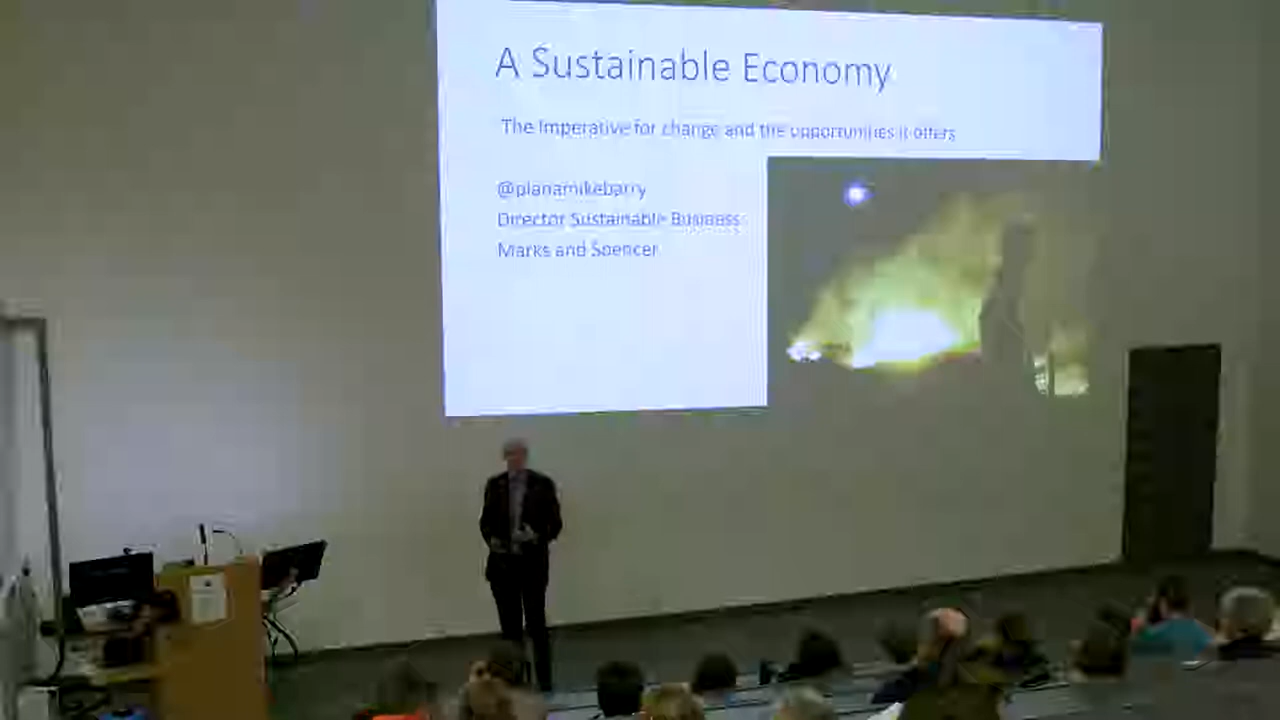 A Sustainable Economy
The Imperative for change and the opportunities it offers
@planamikebarry
Director Sustainable Business
Marks and Spencer